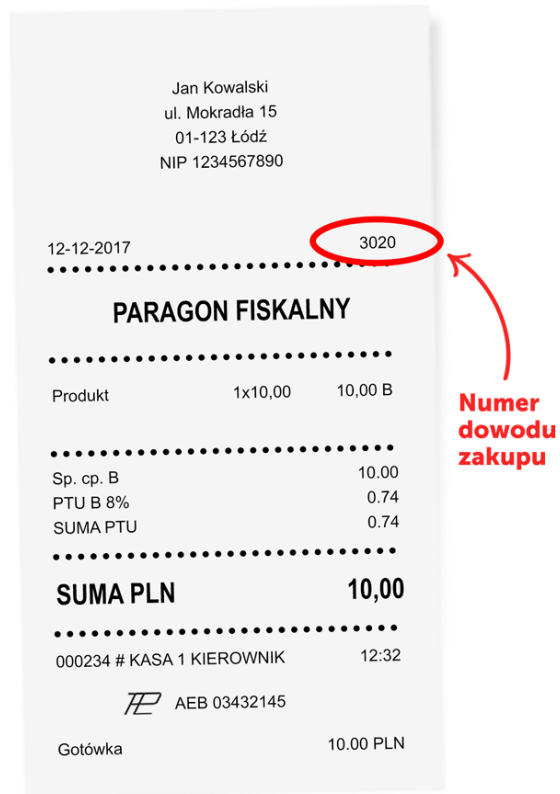 Jan Kowalski
ul. Mokradła 15
01-123 Łódź
NIP 1234567890
12-12-2017 3020
PARAGON FISKALNY
Produkt 1x10,00 10,00 B
Sp. cp. B 10.00
PTU B 8% 0.74
SUMA PTU 0.74
SUMA PLN 10,00
000234 # KASA 1 KIEROWNIK 12:32
AEB 03432145
Gotówka 10.00 PLN
Numer
dowodu
zakupu